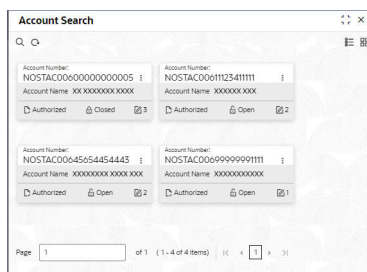 Account Search
Account Number:
NOSTAC00600000000005
Account Name XX XXXXXXX XXXX
Authorized Closed 3
Account Number:
NOSTAC00611123411111
Account Name XXXXXX XXX
Authorized Open 2
Account Number:
NOSTAC00645654454443
Account Name XXXXXXXX XXXX XXX
Authorized Open 2
Account Number:
NOSTAC00699999991111
Account Name XXXXXXXXXXX
Authorized Open 1
Page 1 of 1 (1 - 4 of 4 items) 1